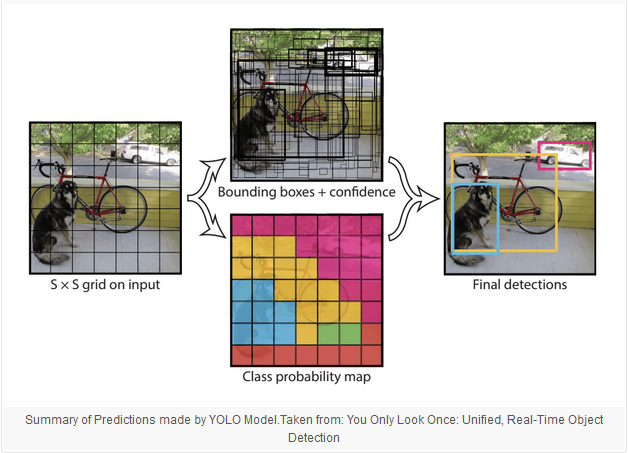 Bounding boxes + confidence
S × S grid on input
Final detections
Class probability map
Summary of Predictions made by YOLO Model.Taken from: You Only Look Once: Unified, Real-Time Object
Detection